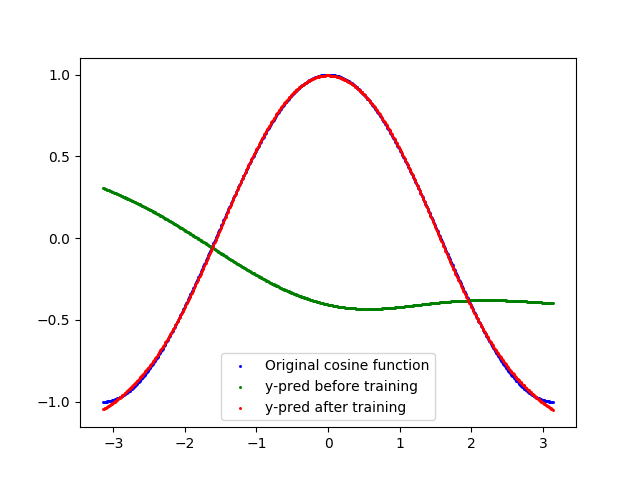 1.0
0.5
0.0
−0.5
−1.0
Original cosine function
y-pred before training
y-pred after training
−3 −2 −1 0 1 2 3